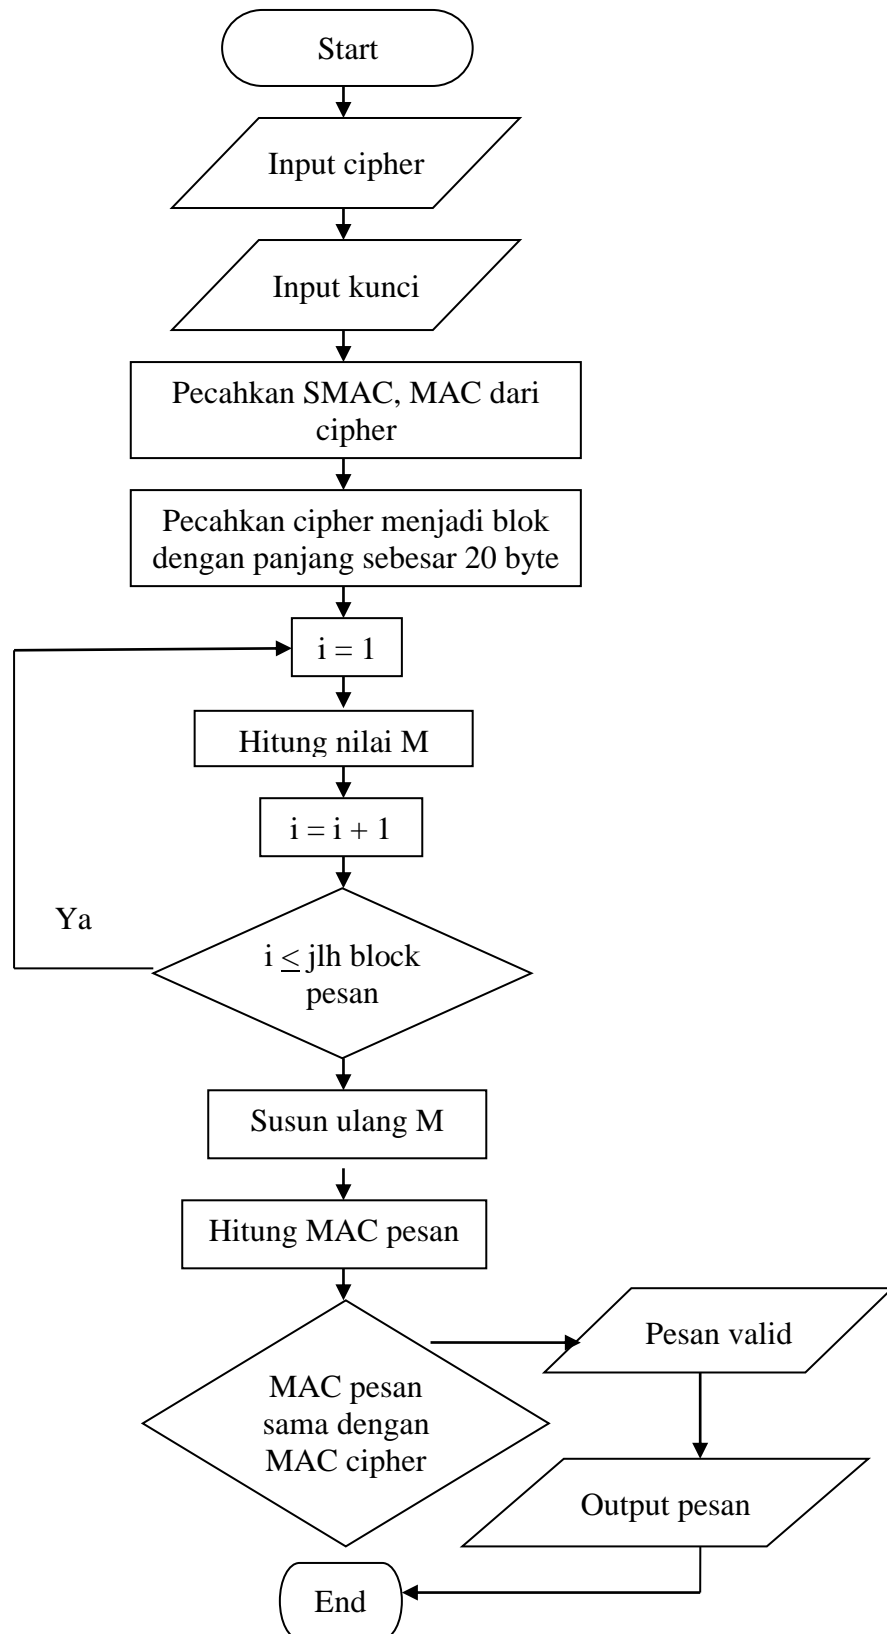 Start
Input cipher
Input kunci
Pecahkan SMAC, MAC dari
cipher
Pecahkan cipher menjadi blok
dengan panjang sebesar 20 byte
i = 1
Hitung nilai M
i = i + 1
Ya
i ≤ jlh block
pesan
Susun ulang M
Hitung MAC pesan
Pesan valid
MAC pesan
sama dengan
MAC cipher
Output pesan
End